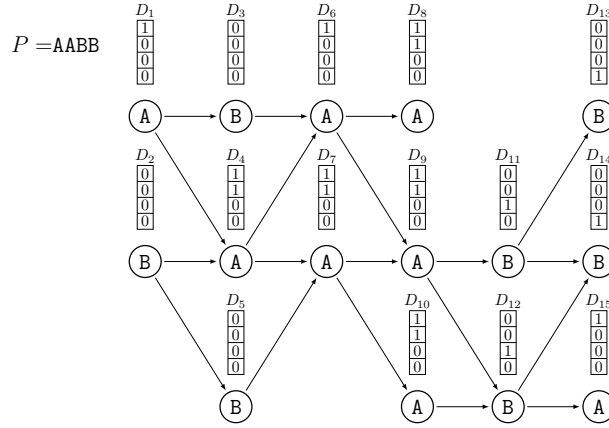 D1 D3 D6 D8 D13
1 0 1 1 0
0 0 0 1 0
P =AABB
0 0 0 0 0
0 0 0 0 1
A B A A B
D2 D4 D7 D9 D11 D14
0 1 1 1 0 0
0 1 1 1 0 0
0 0 0 0 1 0
0 0 0 0 0 1
B A A A B B
D5 D10 D12 D15
0 1 0 1
0 1 0 0
0 0 1 0
0 0 0 0
B A B A